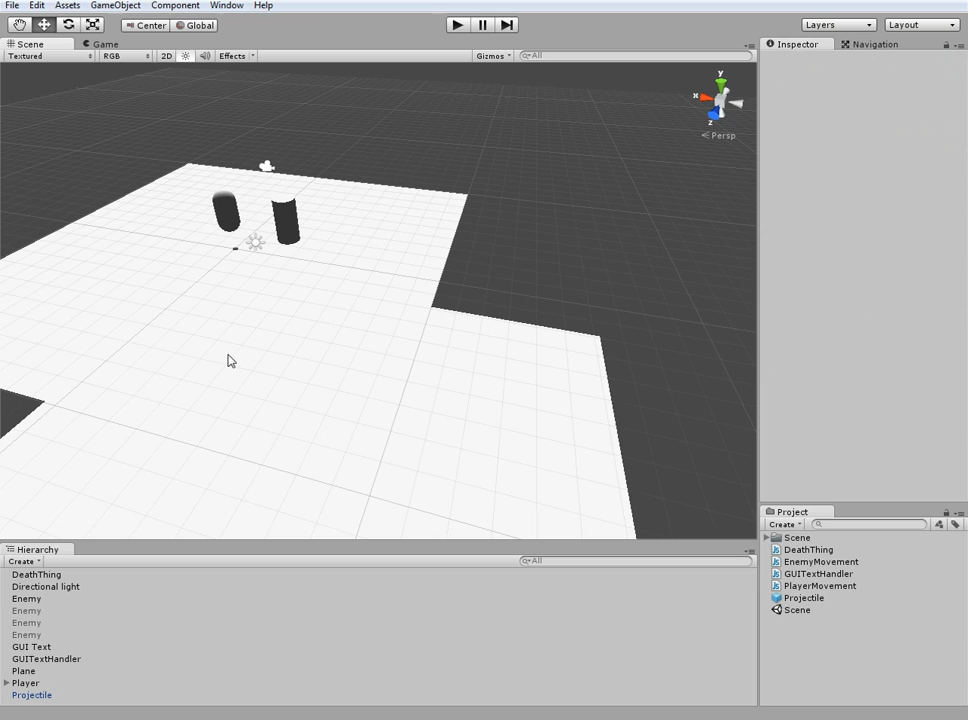 File Edit Assets GameObject Component Window Help
Center Global Layers Layout
Scene Game Inspector Navigation
Textured RGB 2D Effects Gizmos All
y
x
z
Persp
Project
Create
Scene
DeathThing
EnemyMovement
GUITextHandler
PlayerMovement
Projectile
Scene
Hierarchy
Create All
DeathThing
Directional light
Enemy
Enemy
Enemy
Enemy
GUI Text
GUITextHandler
Plane
Player
Projectile